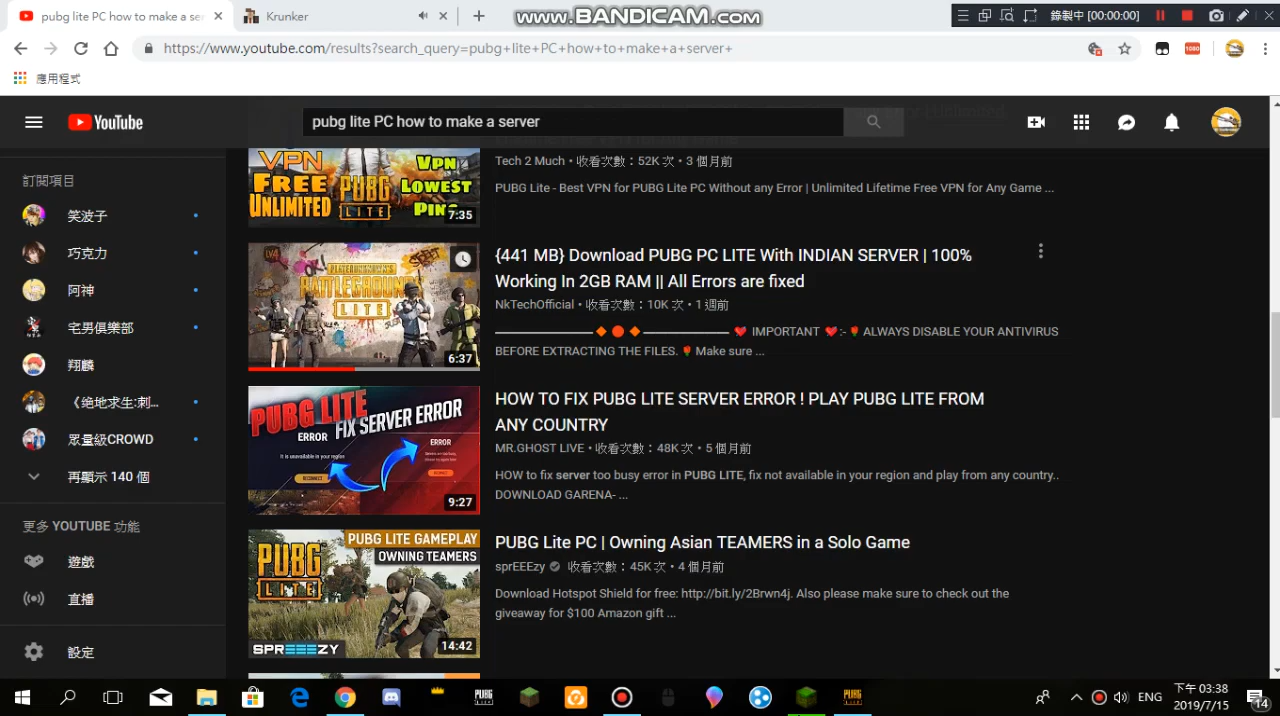 pubg lite PC how to make a ser
Krunker
www.BANDICAM.com
錄製中 [00:00:00]
https://www.youtube.com/results?search_query=pubg+lite+PC+how+to+make+a+server+
1080
應用程式
YouTube
pubg lite PC how to make a server
訂閱項目
笑波子
巧克力
阿神
宅男俱樂部
翔麟
《绝地求生:刺...
眾量級CROWD
再顯示 140 個
更多 YOUTUBE 功能
遊戲
直播
設定
VPN
FREE
UNLIMITED
PUBG
LITE
VPN
LOWEST
PING
7:35
Tech 2 Much • 收看次數：52K 次 • 3 個月前
PUBG Lite - Best VPN for PUBG Lite PC Without any Error | Unlimited Lifetime Free VPN for Any Game ...
PLAYERUNKNOWN'S
BATTLEGROUNDS
LITE
6:37
{441 MB} Download PUBG PC LITE With INDIAN SERVER | 100%
Working In 2GB RAM || All Errors are fixed
NkTechOfficial • 收看次數：10K 次 • 1 週前
IMPORTANT :- ALWAYS DISABLE YOUR ANTIVIRUS
BEFORE EXTRACTING THE FILES. Make sure ...
PUBG LITE
FIX SERVER ERROR
ERROR
ERROR
9:27
HOW TO FIX PUBG LITE SERVER ERROR ! PLAY PUBG LITE FROM
ANY COUNTRY
MR.GHOST LIVE • 收看次數：48K 次 • 5 個月前
HOW to fix server too busy error in PUBG LITE, fix not available in your region and play from any country..
DOWNLOAD GARENA- ...
PUBG LITE GAMEPLAY
OWNING TEAMERS
PUBG
LITE
SPREEEZY
14:42
PUBG Lite PC | Owning Asian TEAMERS in a Solo Game
sprEEEzy 收看次數：45K 次 • 4 個月前
Download Hotspot Shield for free: http://bit.ly/2Brwn4j. Also please make sure to check out the
giveaway for $100 Amazon gift ...
PUBG
LITE
PUBG
LITE
ENG
下午 03:38
2019/7/15
14